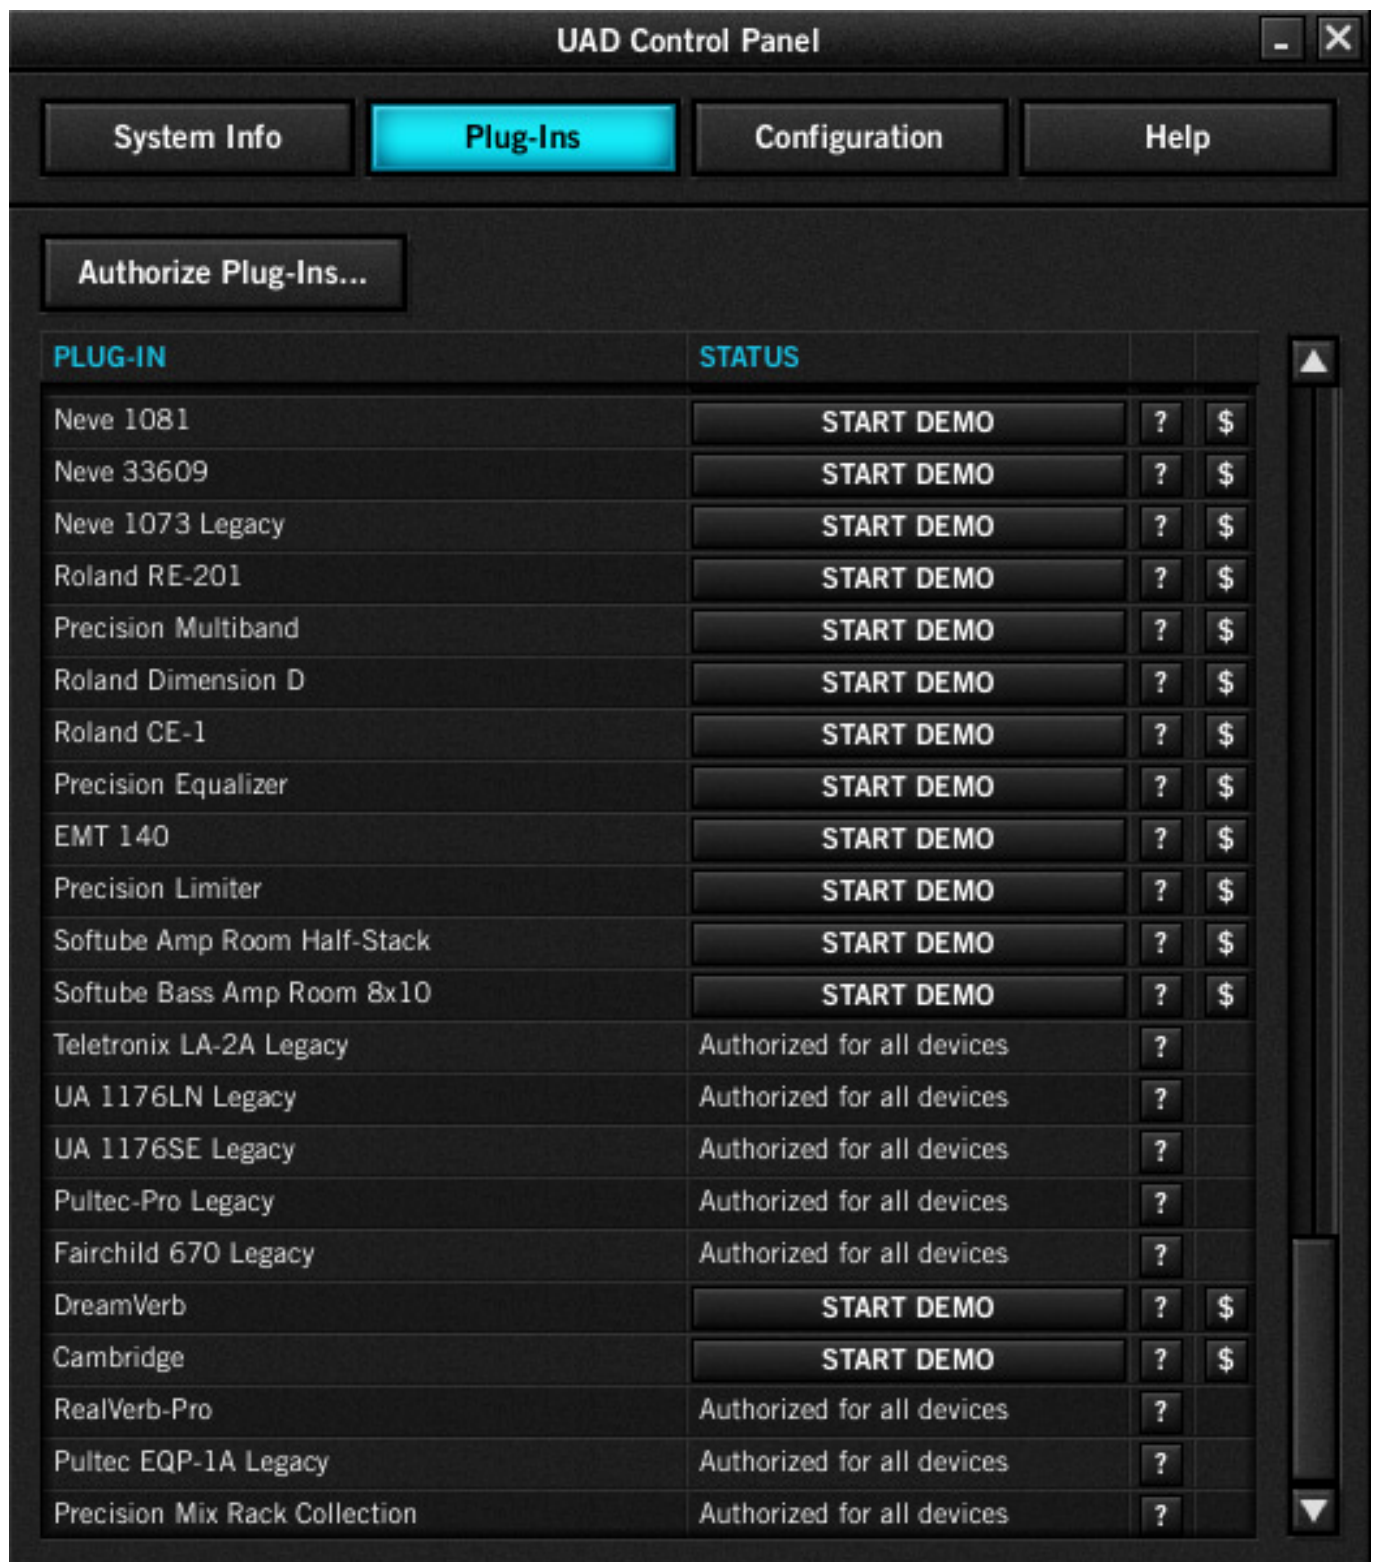 UAD Control Panel
System Info Plug-Ins Configuration Help
Authorize Plug-Ins...
PLUG-IN STATUS
Neve 1081 START DEMO ? $
Neve 33609 START DEMO ? $
Neve 1073 Legacy START DEMO ? $
Roland RE-201 START DEMO ? $
Precision Multiband START DEMO ? $
Roland Dimension D START DEMO ? $
Roland CE-1 START DEMO ? $
Precision Equalizer START DEMO ? $
EMT 140 START DEMO ? $
Precision Limiter START DEMO ? $
Softube Amp Room Half-Stack START DEMO ? $
Softube Bass Amp Room 8x10 START DEMO ? $
Teletronix LA-2A Legacy Authorized for all devices ?
UA 1176LN Legacy Authorized for all devices ?
UA 1176SE Legacy Authorized for all devices ?
Pultec-Pro Legacy Authorized for all devices ?
Fairchild 670 Legacy Authorized for all devices ?
DreamVerb START DEMO ? $
Cambridge START DEMO ? $
RealVerb-Pro Authorized for all devices ?
Pultec EQP-1A Legacy Authorized for all devices ?
Precision Mix Rack Collection Authorized for all devices ?